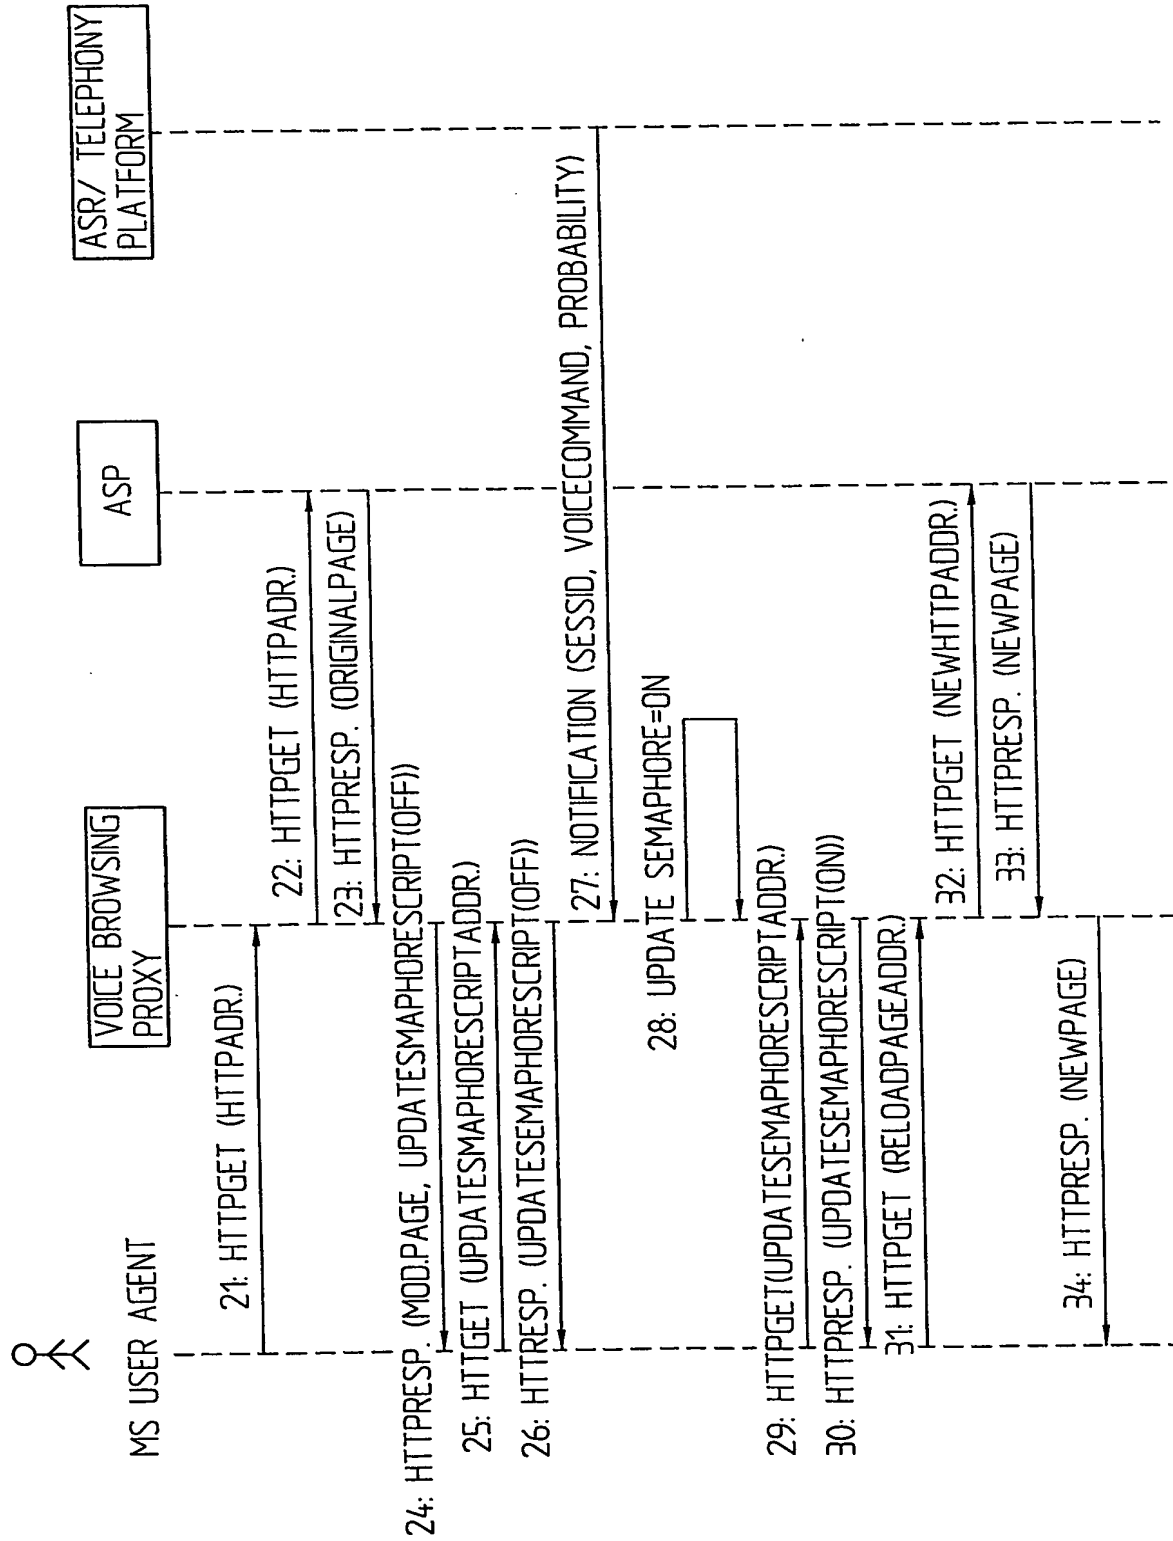 MS USER AGENT
VOICE BROWSING
PROXY
ASP
ASR/ TELEPHONY
PLATFORM
21: HTTPGET (HTTPADR.)
22: HTTPGET (HTTPADR.)
23: HTTPRESP. (ORIGINALPAGE)
24: HTTPRESP. (MOD.PAGE, UPDATESMAPHORESCRIPT(OFF))
25: HTTGET (UPDATESMAPHORESCRIPTADDR.)
26: HTTRESP. (UPDATESEMAPHORESCRIPT(OFF))
27: NOTIFICATION (SESSID, VOICECOMMAND, PROBABILITY)
28: UPDATE SEMAPHORE=ON
29: HTTPGET(UPDATESEMAPHORESCRIPTADDR.)
30: HTTPRESP. (UPDATESEMAPHORESCRIPT(ON))
31: HTTPGET (RELOADPAGEADDR.)
32: HTTPGET (NEWHTTPADDR.)
33: HTTPRESP. (NEWPAGE)
34: HTTPRESP. (NEWPAGE)